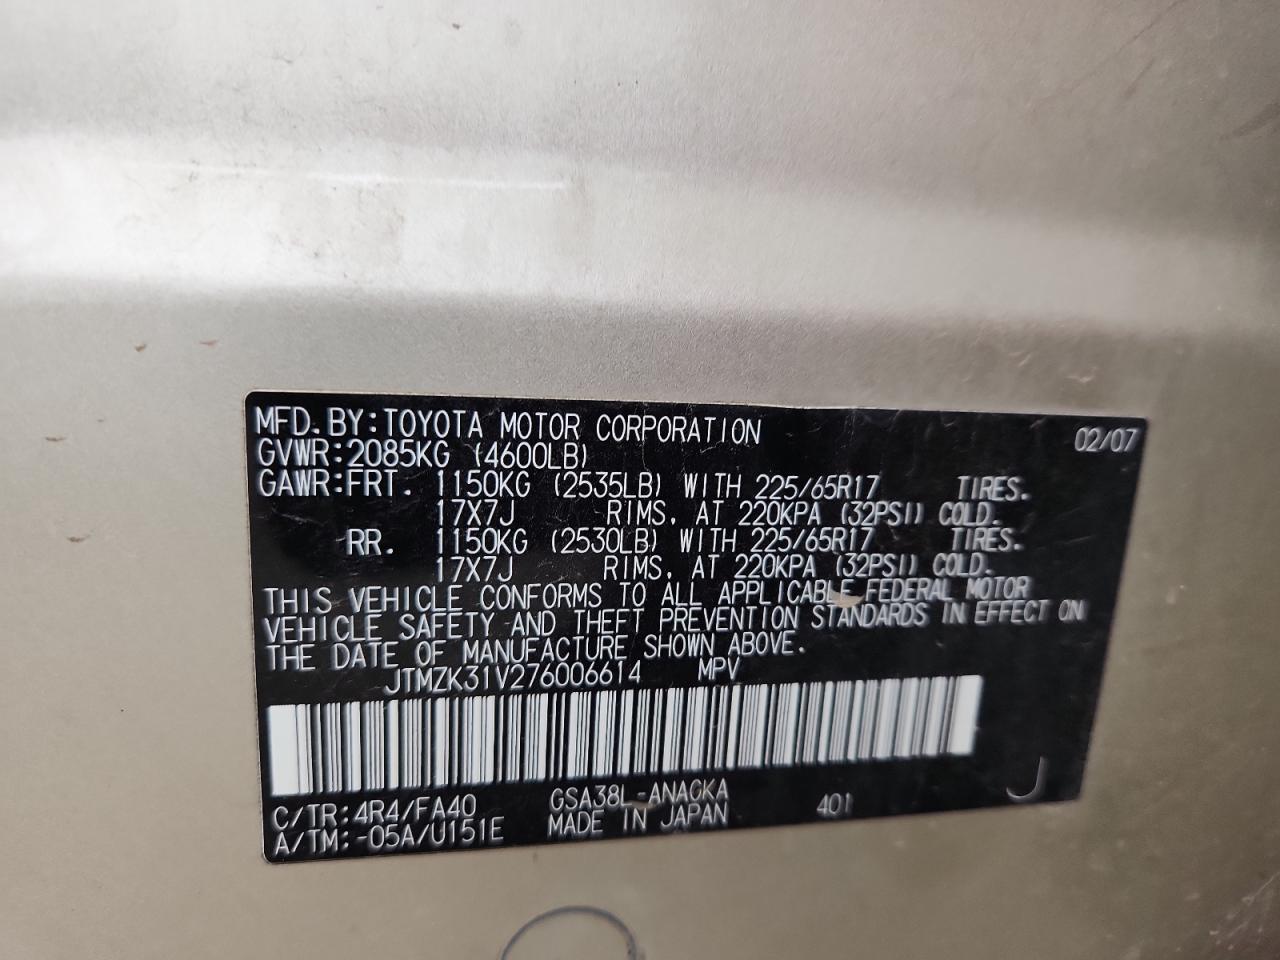 MFD. BY: TOYOTA MOTOR CORPORATION 02/07
GVWR: 2085KG (4600LB)
GAWR: FRT. 1150KG (2535LB) WITH 225/65R17 TIRES.
17X7J RIMS, AT 220KPA (32PSI) COLD.
RR. 1150KG (2530LB) WITH 225/65R17 TIRES.
17X7J RIMS, AT 220KPA (32PSI) COLD.
THIS VEHICLE CONFORMS TO ALL APPLICABLE FEDERAL MOTOR
VEHICLE SAFETY AND THEFT PREVENTION STANDARDS IN EFFECT ON
THE DATE OF MANUFACTURE SHOWN ABOVE.
JTMZK31V276006614 MPV
C/TR: 4R4/FA40 GSA38L-ANAGKA 401 J
A/TM: -05A/U151E MADE IN JAPAN